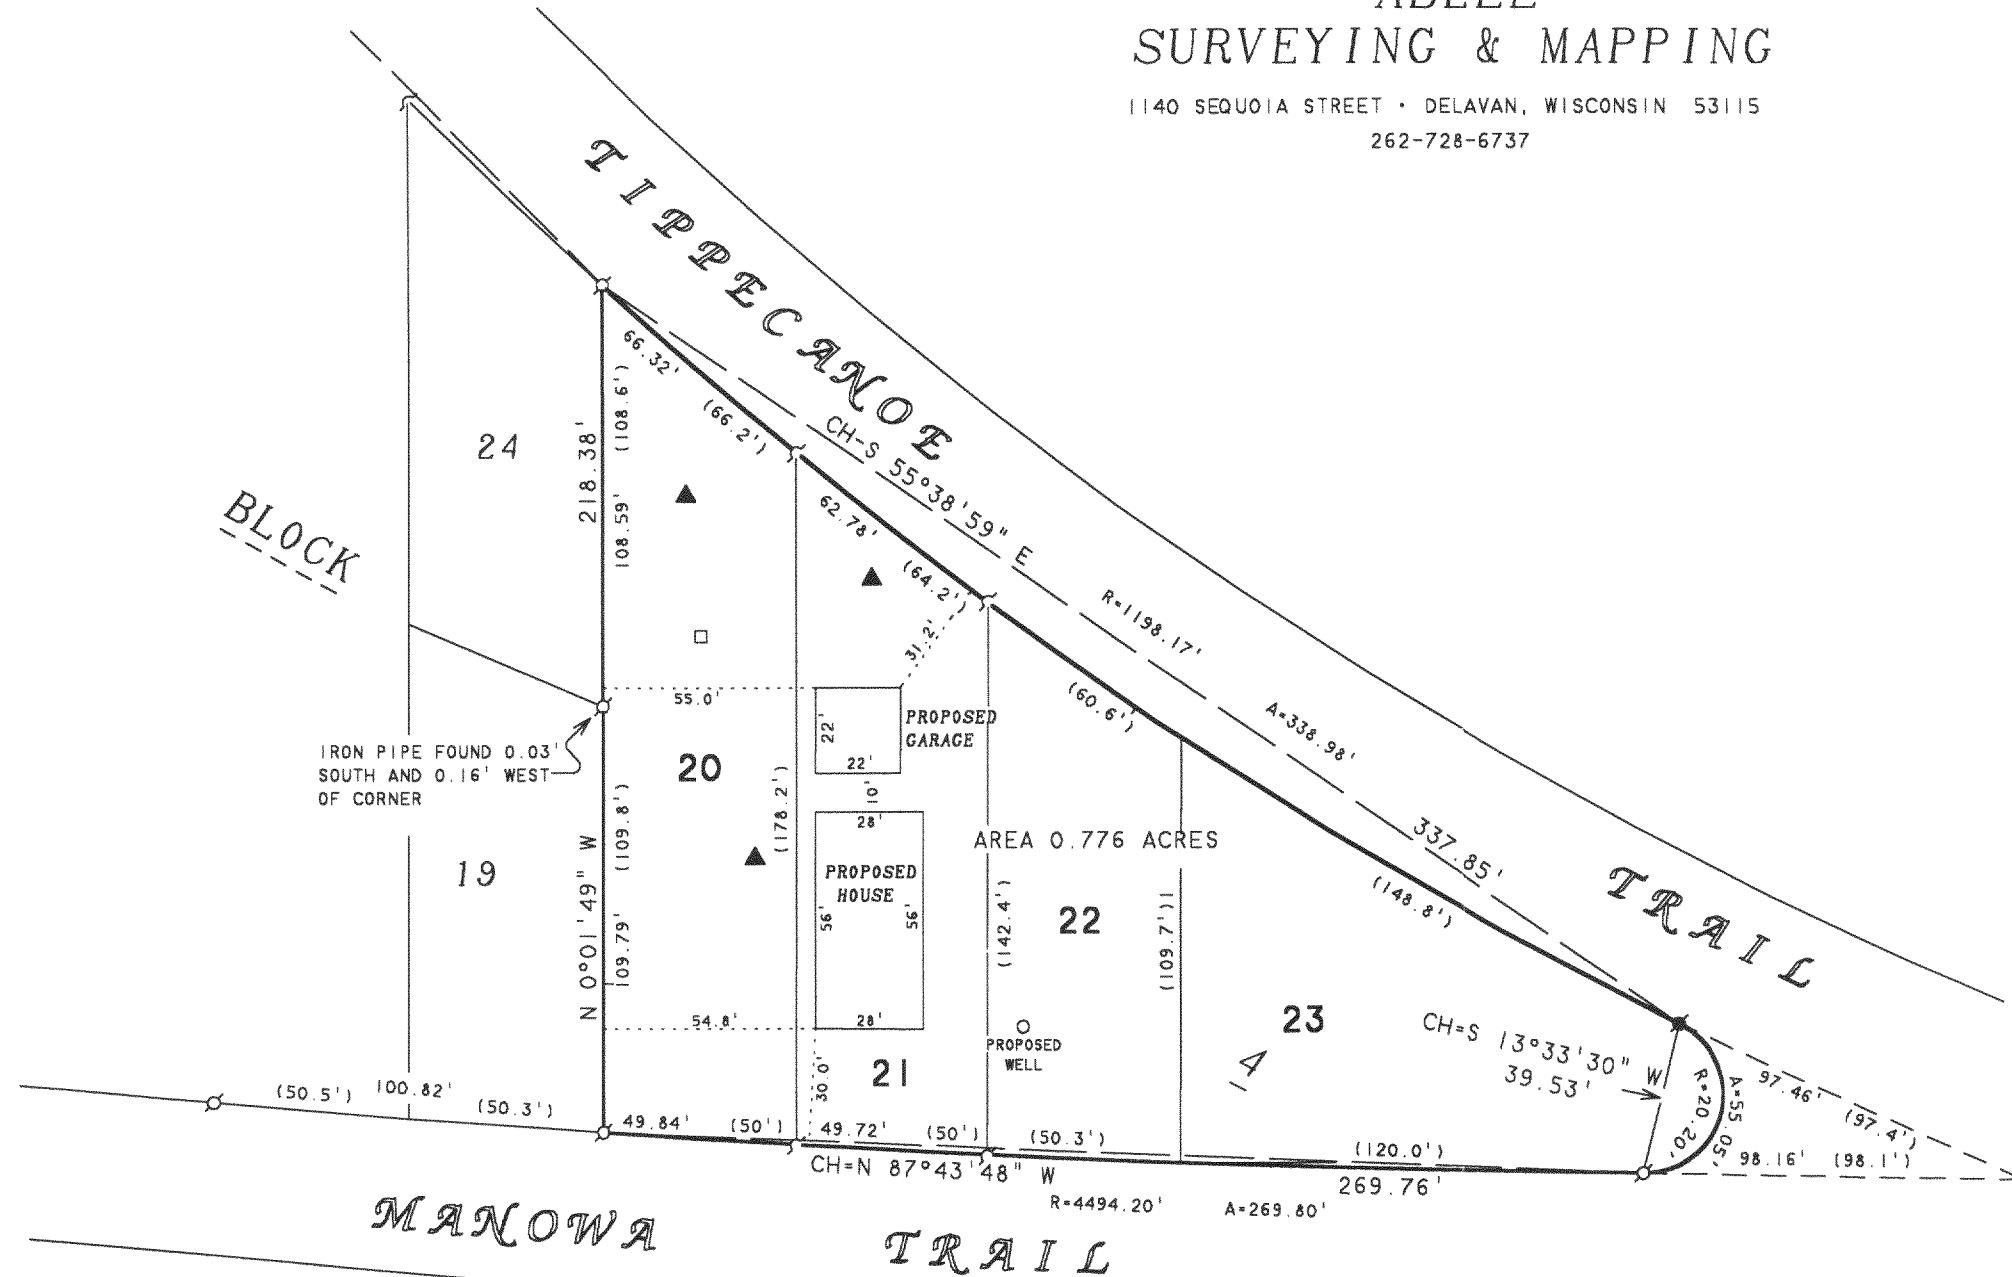 SURVEYING & MAPPING
1140 SEQUOIA STREET • DELAVAN, WISCONSIN 53115
262-728-6737
TIPPECANOE
TRAIL
66.32'
(66.2')
(108.6')
108.59'
218.38'
24
BLOCK
CH-S 55°38'59" E
62.78'
(64.2')
31.2'
R=1198.17'
A=338.98'
337.85'
(60.6')
(148.8')
55.0'
22'
22'
PROPOSED
GARAGE
10'
IRON PIPE FOUND 0.03'
SOUTH AND 0.16' WEST
OF CORNER
20
(178.2')
(109.8')
109.79'
N 0°01'49" W
19
28'
PROPOSED
HOUSE
56'
56'
28'
54.8'
30.0'
AREA 0.776 ACRES
(142.4')
22
(109.7')
23
4
21
PROPOSED
WELL
CH=S 13°33'30" W
39.53'
R=20.20'
A=55.05'
97.46'
(97.4')
98.16'
(98.1')
(50.5')
100.82'
(50.3')
49.84'
(50')
49.72'
(50')
(50.3')
(120.0')
CH=N 87°43'48" W
269.76'
R=4494.20'
A=269.80'
MANOWA
TRAIL